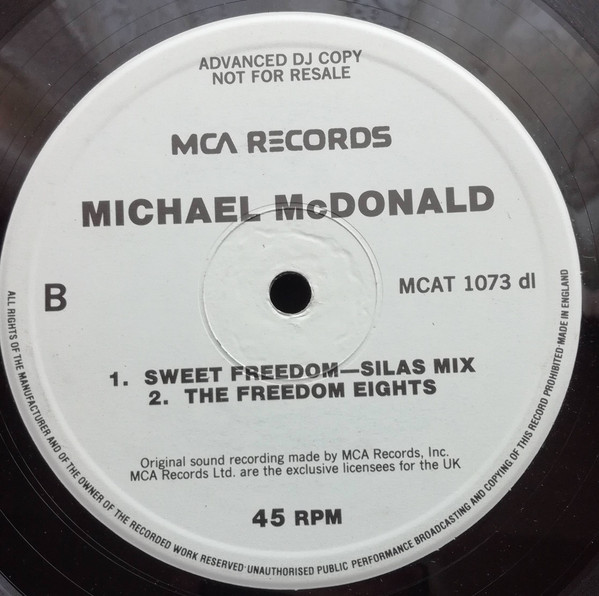 ADVANCED DJ COPY
NOT FOR RESALE
MCA RECORDS
MICHAEL McDONALD
B
MCAT 1073 dl
1. SWEET FREEDOM—SILAS MIX
2. THE FREEDOM EIGHTS
Original sound recording made by MCA Records, Inc.
MCA Records Ltd. are the exclusive licensees for the UK
45 RPM
ALL RIGHTS OF THE MANUFACTURER AND OF THE OWNER OF THE RECORDED WORK RESERVED·UNAUTHORISED PUBLIC PERFORMANCE BROADCASTING AND COPYING OF THIS RECORD PROHIBITED·MADE IN ENGLAND